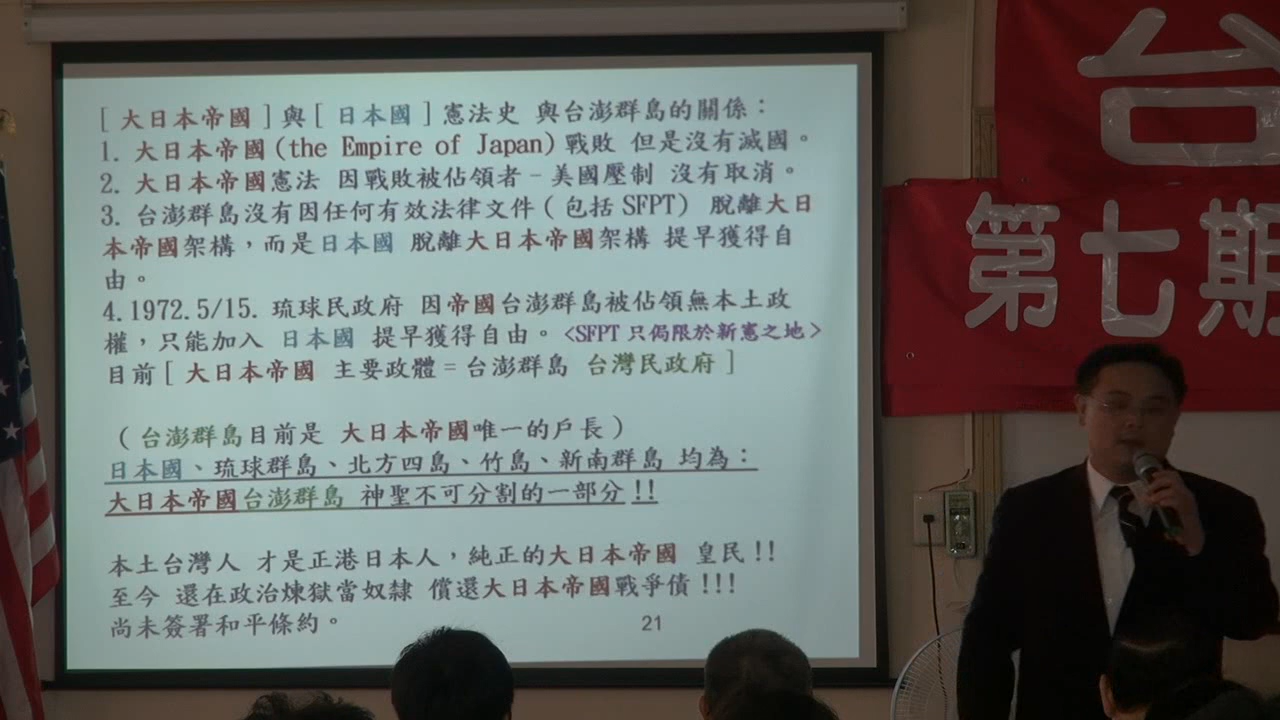 [ 大日本帝國 ] 與 [ 日本國 ] 憲法史 與台澎群島的關係：
1. 大日本帝國 (the Empire of Japan) 戰敗 但是沒有滅國。
2. 大日本帝國憲法 因戰敗被佔領者–美國壓制 沒有取消。
3. 台澎群島沒有因任何有效法律文件 ( 包括 SFPT) 脫離大日
本帝國架構，而是日本國 脫離大日本帝國架構 提早獲得自
由。
4.1972.5/15. 琉球民政府 因帝國台澎群島被佔領無本土政
權，只能加入 日本國 提早獲得自由。<SFPT 只侷限於新憲之地>
目前 [ 大日本帝國 主要政體 = 台澎群島 台灣民政府 ]
( 台澎群島目前是 大日本帝國唯一的戶長 )
日本國、琉球群島、北方四島、竹島、新南群島 均為：
大日本帝國台澎群島 神聖不可分割的一部分 !!
本土台灣人 才是正港日本人，純正的大日本帝國 皇民 !!
至今 還在政治煉獄當奴隸 償還大日本帝國戰爭債 !!!
尚未簽署和平條約。
21
台
第七期